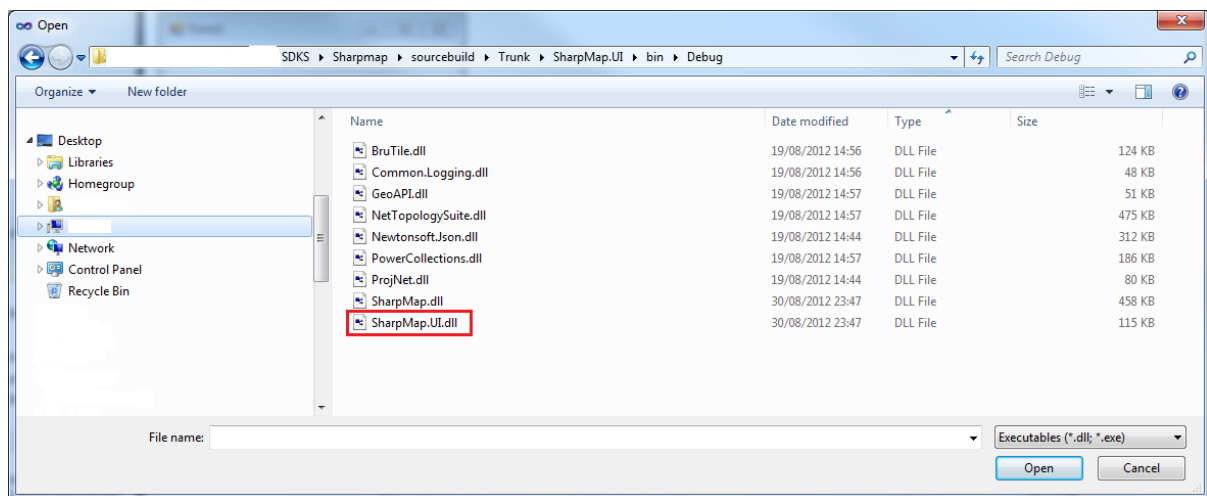 Open
SDKS ▸ Sharpmap ▸ sourcebuild ▸ Trunk ▸ SharpMap.UI ▸ bin ▸ Debug
Search Debug
Organize New folder
Name Date modified Type Size
Desktop
Libraries
Homegroup
Network
Control Panel
Recycle Bin
BruTile.dll 19/08/2012 14:56 DLL File 124 KB
Common.Logging.dll 19/08/2012 14:56 DLL File 48 KB
GeoAPI.dll 19/08/2012 14:57 DLL File 51 KB
NetTopologySuite.dll 19/08/2012 14:57 DLL File 475 KB
Newtonsoft.Json.dll 19/08/2012 14:44 DLL File 312 KB
PowerCollections.dll 19/08/2012 14:57 DLL File 186 KB
ProjNet.dll 19/08/2012 14:44 DLL File 80 KB
SharpMap.dll 30/08/2012 23:47 DLL File 458 KB
SharpMap.UI.dll 30/08/2012 23:47 DLL File 115 KB
File name:
Executables (*.dll; *.exe)
Open Cancel